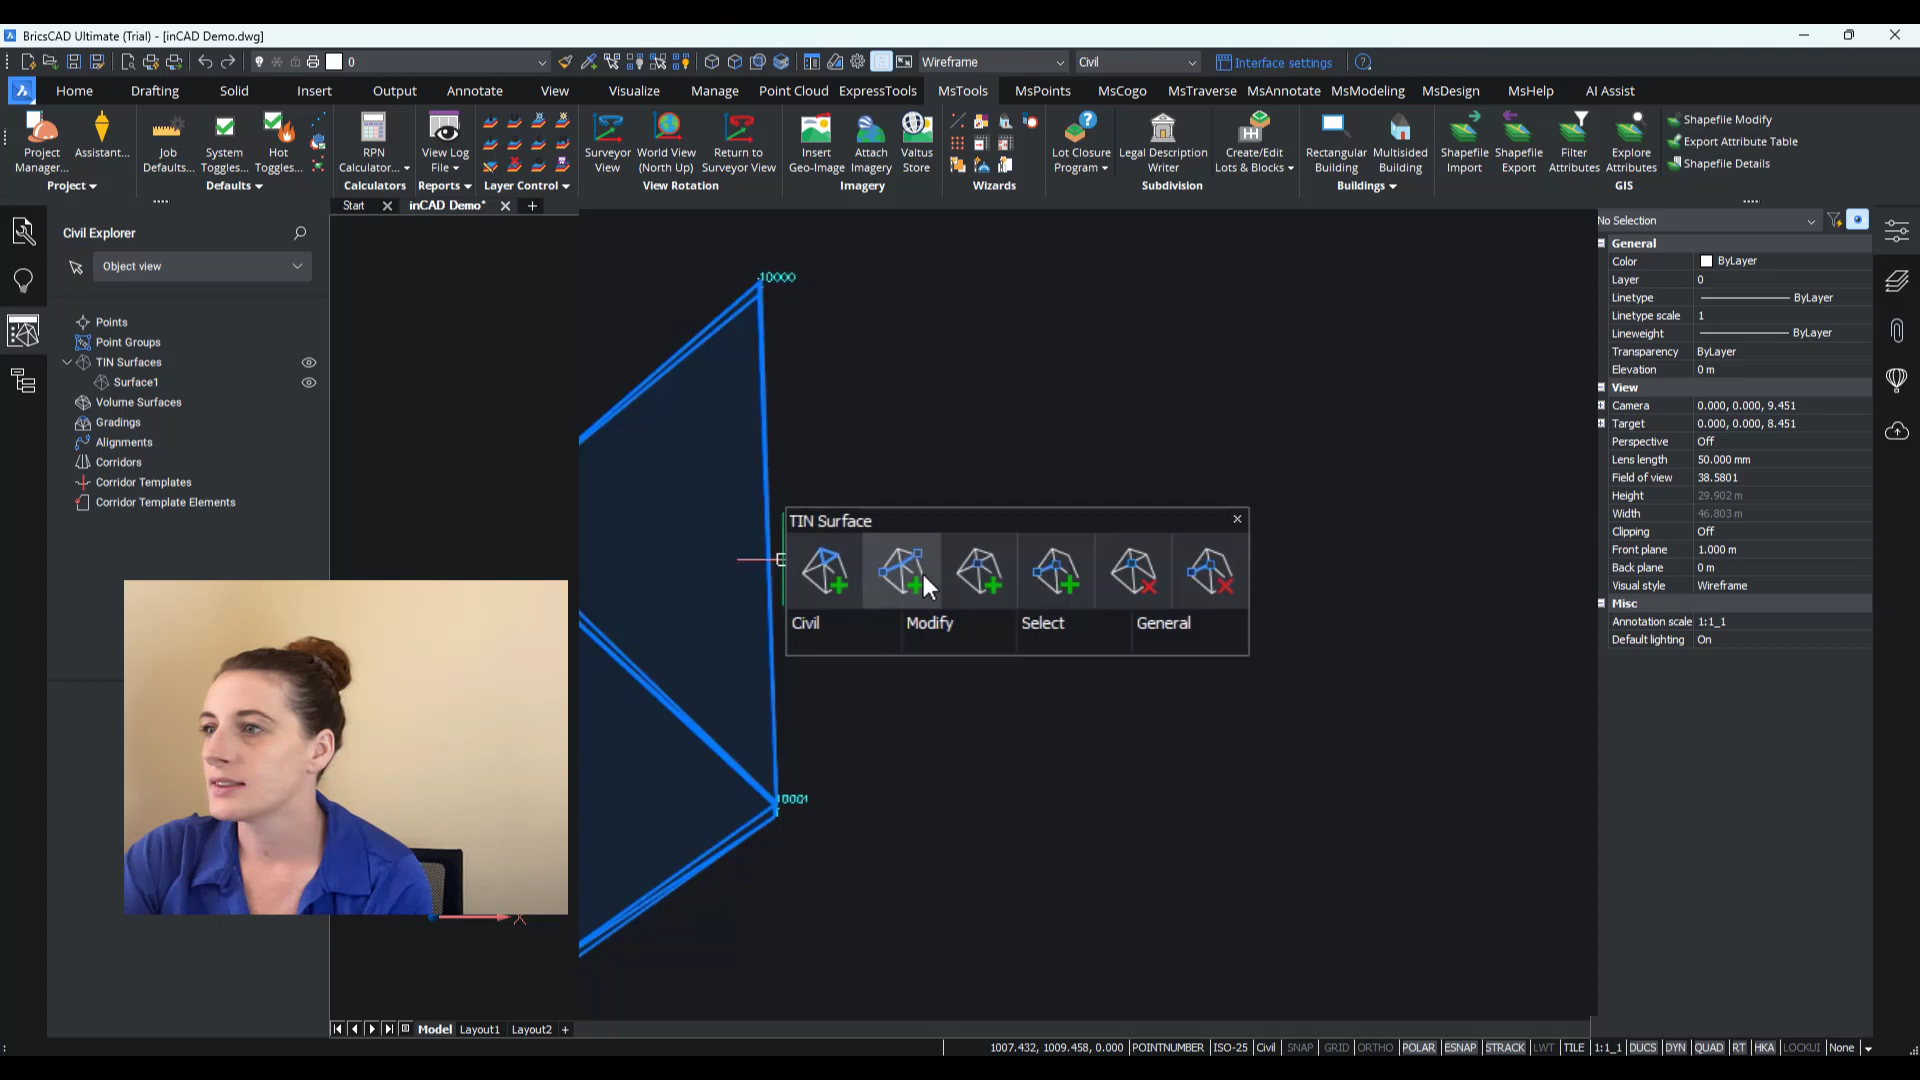 BricsCAD Ultimate (Trial) - [inCAD Demo.dwg]
0
Wireframe
Civil
Interface settings
Home
Drafting
Solid
Insert
Output
Annotate
View
Visualize
Manage
Point Cloud
ExpressTools
MsTools
MsPoints
MsCogo
MsTraverse
MsAnnotate
MsModeling
MsDesign
MsHelp
AI Assist
Project Manager...
Assistant...
Job Defaults...
System Toggles...
Hot Toggles...
RPN Calculator...
View Log File
Surveyor View
World View (North Up)
Return to Surveyor View
Insert Geo-Image
Attach Imagery
Valtus Store
Lot Closure Program
Legal Description Writer
Create/Edit Lots & Blocks
Rectangular Building
Multisided Building
Shapefile Import
Shapefile Export
Filter Attributes
Explore Attributes
Shapefile Modify
Export Attribute Table
Shapefile Details
Project
Defaults
Calculators
Reports
Layer Control
View Rotation
Imagery
Wizards
Subdivision
Buildings
GIS
Start
inCAD Demo*
Civil Explorer
Object view
Points
Point Groups
TIN Surfaces
Surface1
Volume Surfaces
Gradings
Alignments
Corridors
Corridor Templates
Corridor Template Elements
10000
TIN Surface
Civil
Modify
Select
General
10001
X
No Selection
General
Color ByLayer
Layer 0
Linetype ByLayer
Linetype scale 1
Lineweight ByLayer
Transparency ByLayer
Elevation 0 m
View
Camera 0.000, 0.000, 9.451
Target 0.000, 0.000, 8.451
Perspective Off
Lens length 50.000 mm
Field of view 38.5801
Height 29.902 m
Width 46.803 m
Clipping Off
Front plane 1.000 m
Back plane 0 m
Visual style Wireframe
Misc
Annotation scale 1:1_1
Default lighting On
Model
Layout1
Layout2
+
:
1007.432, 1009.458, 0.000 POINTNUMBER ISO-25 Civil SNAP GRID ORTHO POLAR ESNAP STRACK LWT TILE 1:1_1 DUCS DYN QUAD RT HKA LOCKUI None